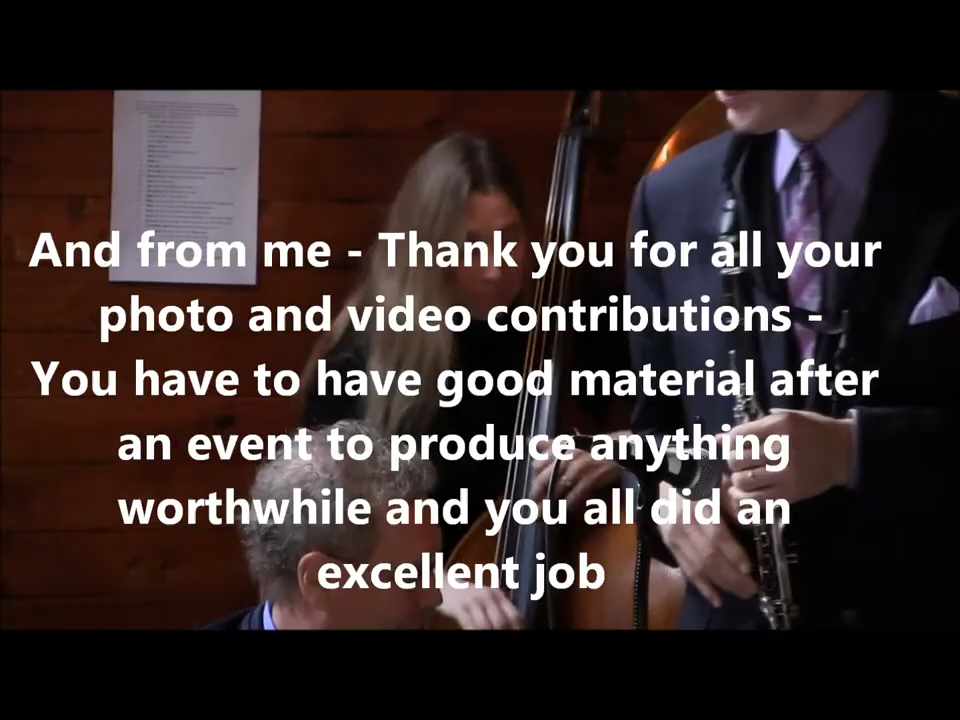 And from me - Thank you for all your
photo and video contributions -
You have to have good material after
an event to produce anything
worthwhile and you all did an
excellent job